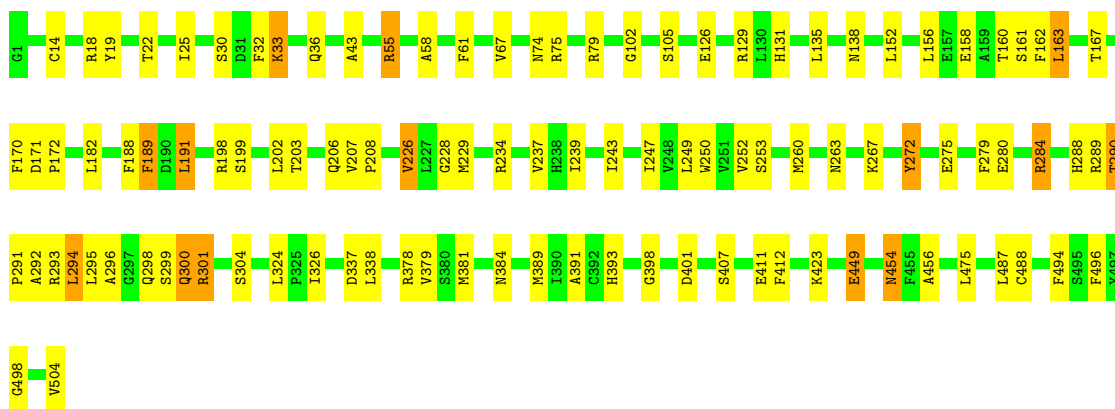 G1 C14 R18 Y19 T22 I25 S30 D31 F32 K33 Q36 A43 R55 A58 F61 V67 N74 R75 R79 G102 S105 E126 R129 L130 H131 L135 N138 L152 L156 E157 E158 A159 T160 S161 F162 L163 T167
F170 D171 P172 L182 F188 F189 D190 L191 R198 S199 L202 T203 Q206 V207 P208 V226 L227 G228 M229 R234 V237 H238 I239 I243 I247 V248 L249 W250 V251 V252 S253 M260 N263 K267 Y272 E275 F279 E280 R284 H288 R289 T290
P291 A292 R293 L294 L295 A296 G297 Q298 S299 Q300 R301 S304 L324 P325 I326 D337 L338 R378 V379 S380 M381 N384 M389 I390 A391 C392 H393 G398 D401 S407 E411 F412 K423 E449 N454 F455 A456 L475 L487 C488 F494 S495 F496 Y497
G498 V504